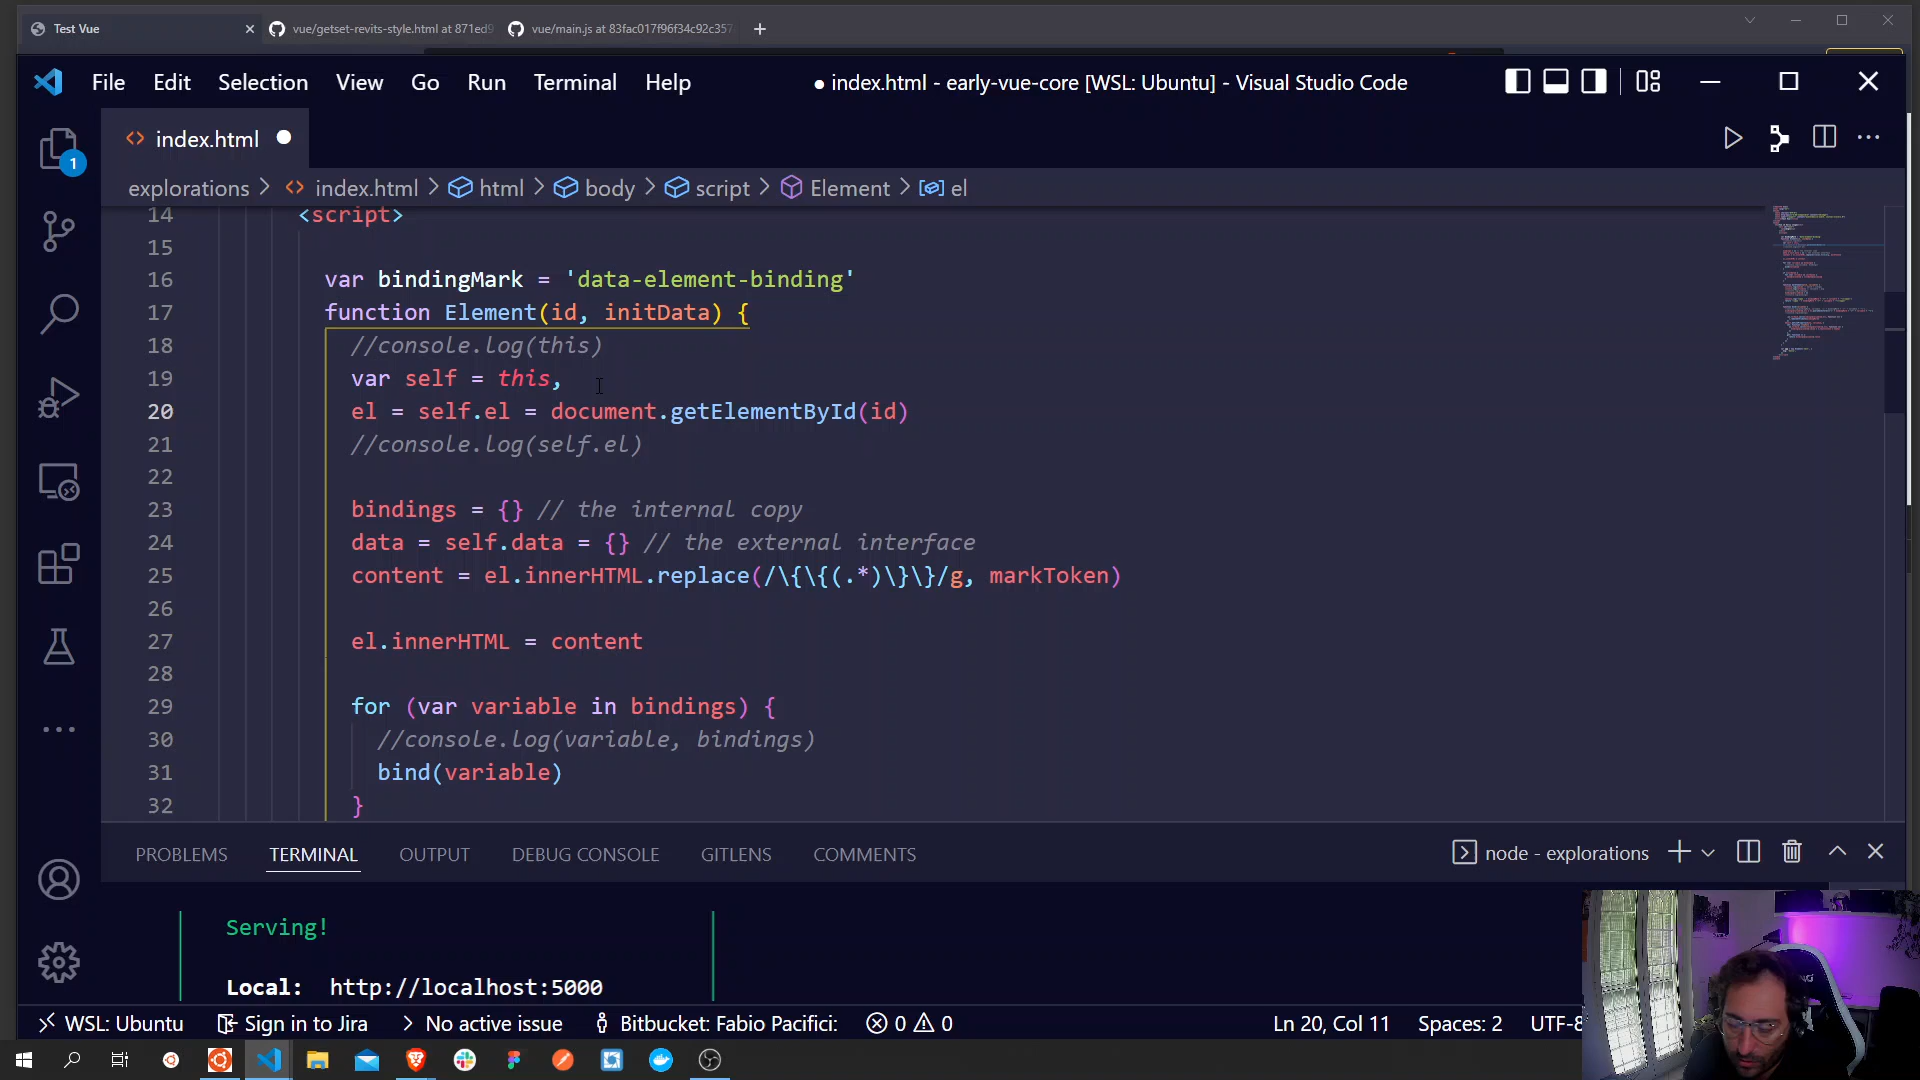 Test Vue
vue/getset-revits-style.html at 871ed9
vue/main.js at 83fac017f96f34c92c357
File Edit Selection View Go Run Terminal Help
● index.html - early-vue-core [WSL: Ubuntu] - Visual Studio Code
index.html
explorations > index.html > html > body > script > Element > el
14 <script>
15
16 var bindingMark = 'data-element-binding'
17 function Element(id, initData) {
18 //console.log(this)
19 var self = this,
20 el = self.el = document.getElementById(id)
21 //console.log(self.el)
22
23 bindings = {} // the internal copy
24 data = self.data = {} // the external interface
25 content = el.innerHTML.replace(/\{\{(.*)\}\}/g, markToken)
26
27 el.innerHTML = content
28
29 for (var variable in bindings) {
30 //console.log(variable, bindings)
31 bind(variable)
32 }
1
PROBLEMS TERMINAL OUTPUT DEBUG CONSOLE GITLENS COMMENTS
node - explorations
Serving!
Local: http://localhost:5000
WSL: Ubuntu Sign in to Jira > No active issue Bitbucket: Fabio Pacifici: 0 0
Ln 20, Col 11 Spaces: 2 UTF-8